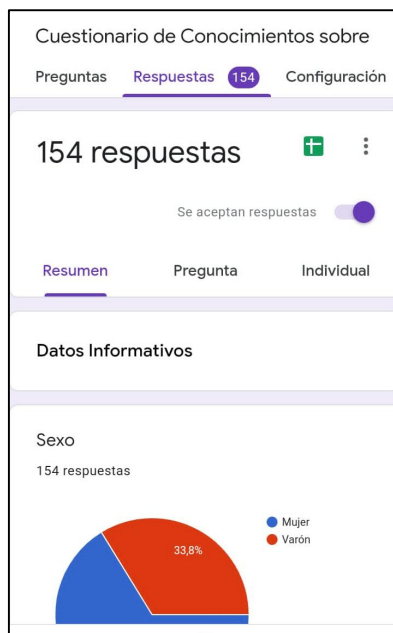 Cuestionario de Conocimientos sobre
Preguntas Respuestas 154 Configuración
154 respuestas
Se aceptan respuestas
Resumen Pregunta Individual
Datos Informativos
Sexo
154 respuestas
Mujer
Varón
33,8%